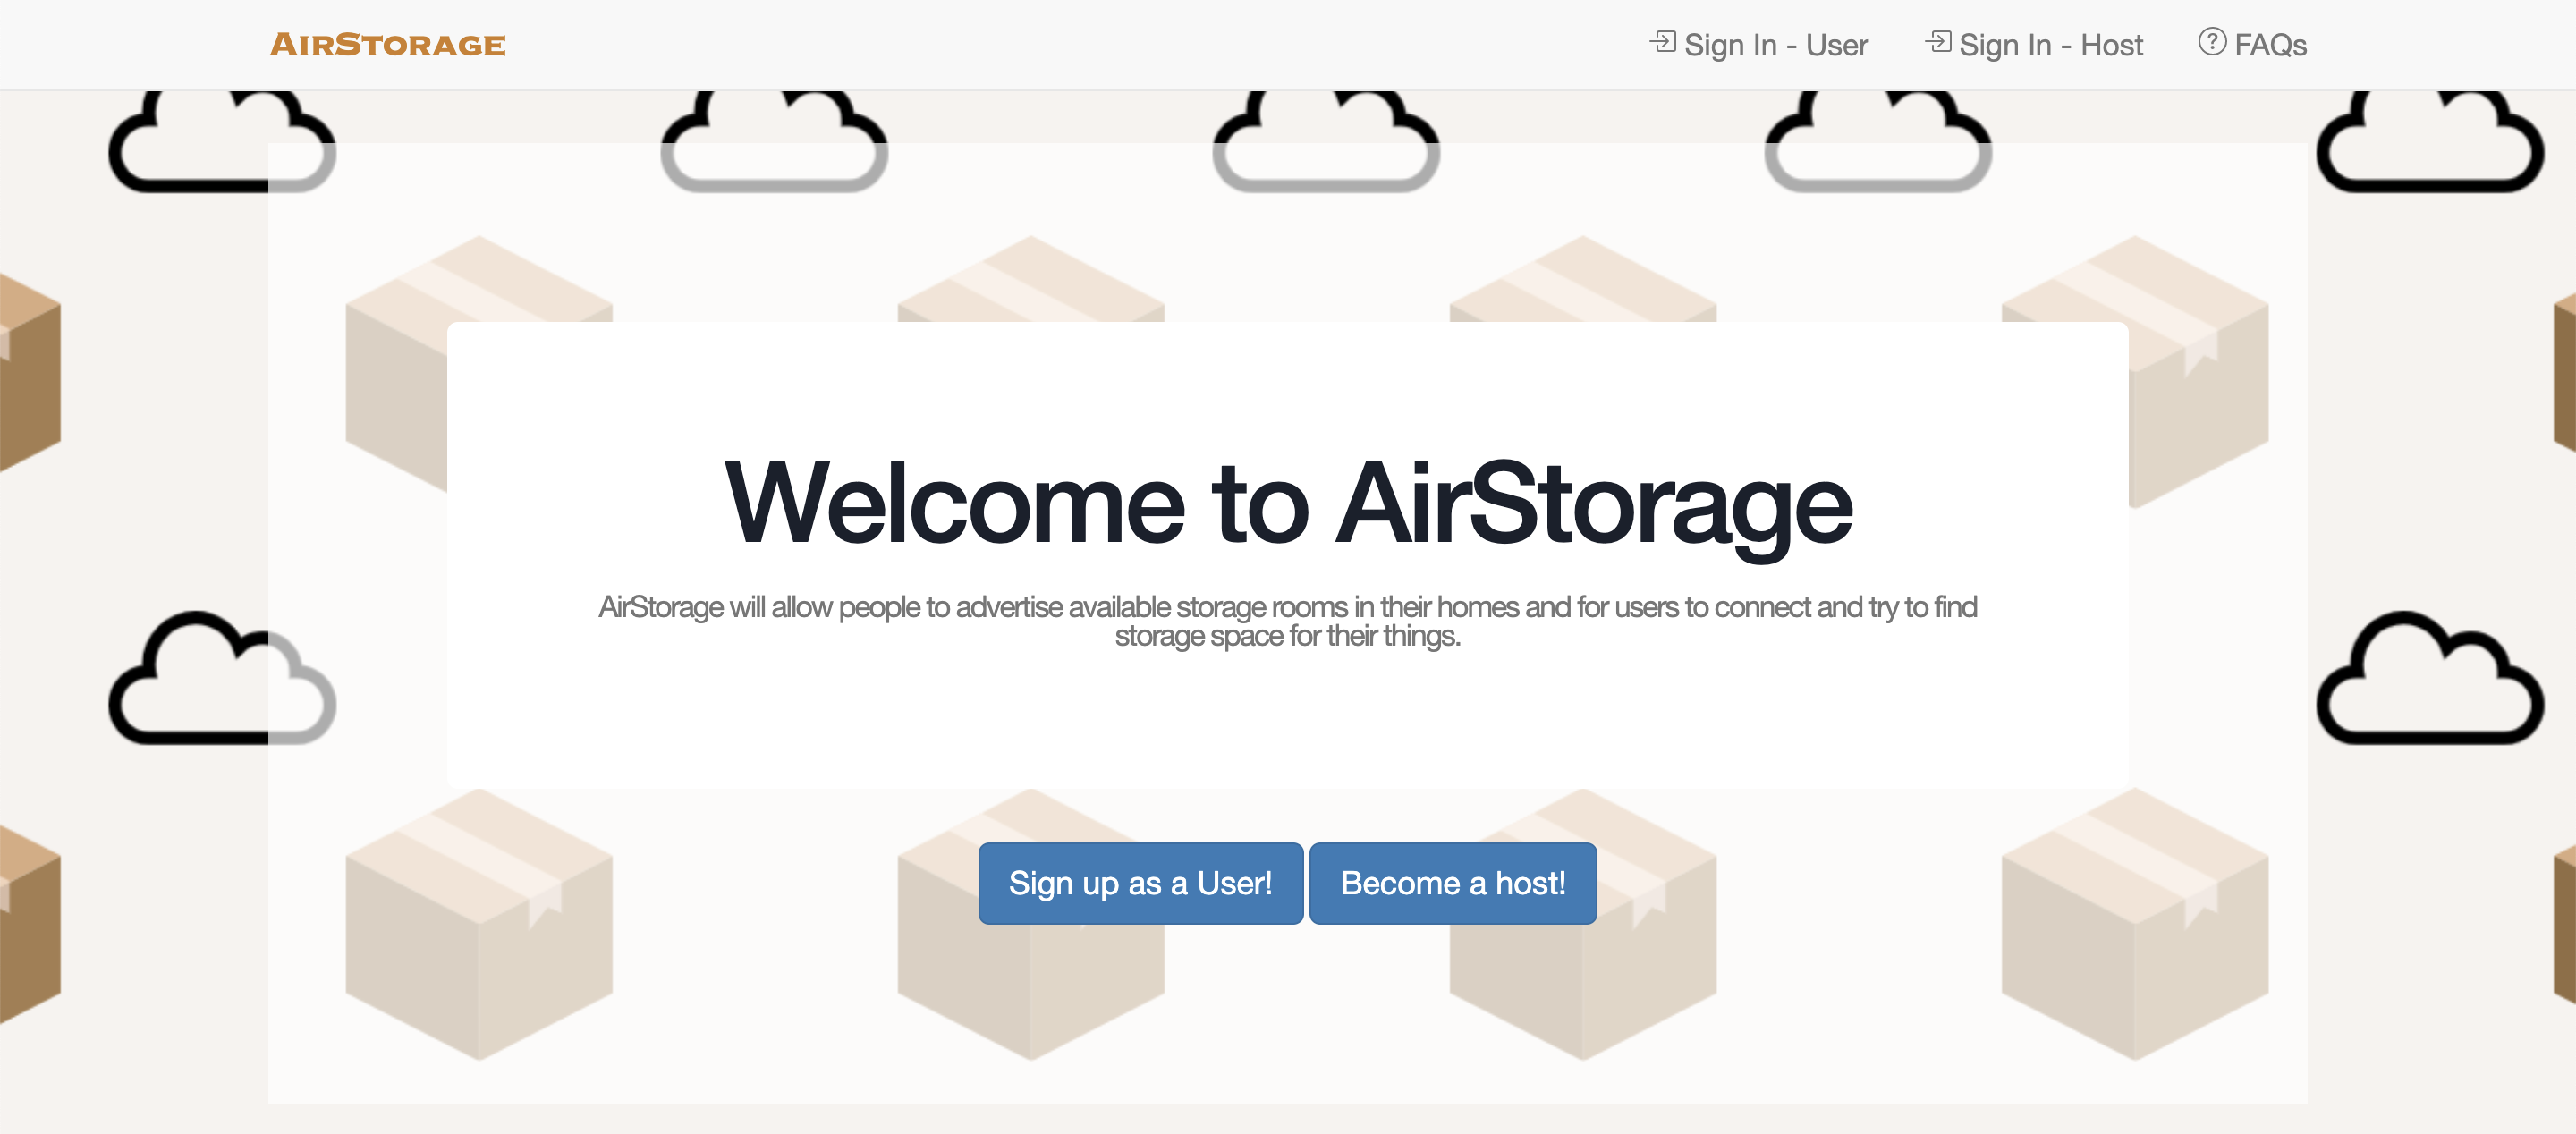 AIRSTORAGE
Sign In - User
Sign In - Host
FAQs
Welcome to AirStorage
AirStorage will allow people to advertise available storage rooms in their homes and for users to connect and try to find
storage space for their things.
Sign up as a User!
Become a host!